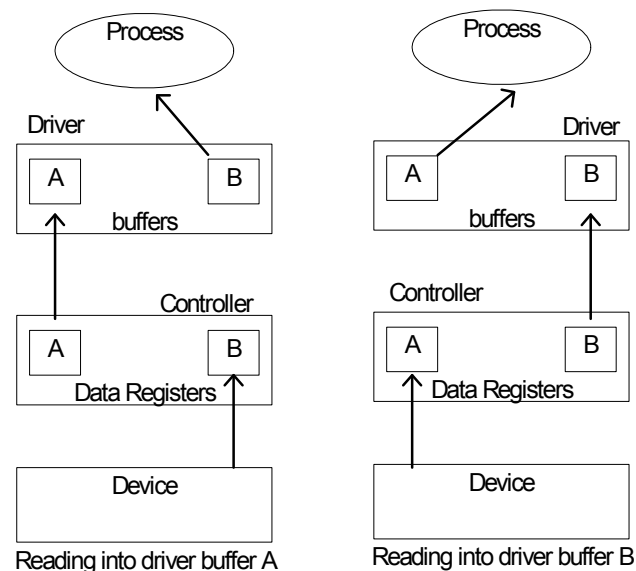 Process
Driver
A B
buffers
Controller
A B
Data Registers
Device
Reading into driver buffer A
Process
Driver
A B
buffers
Controller
A B
Data Registers
Device
Reading into driver buffer B